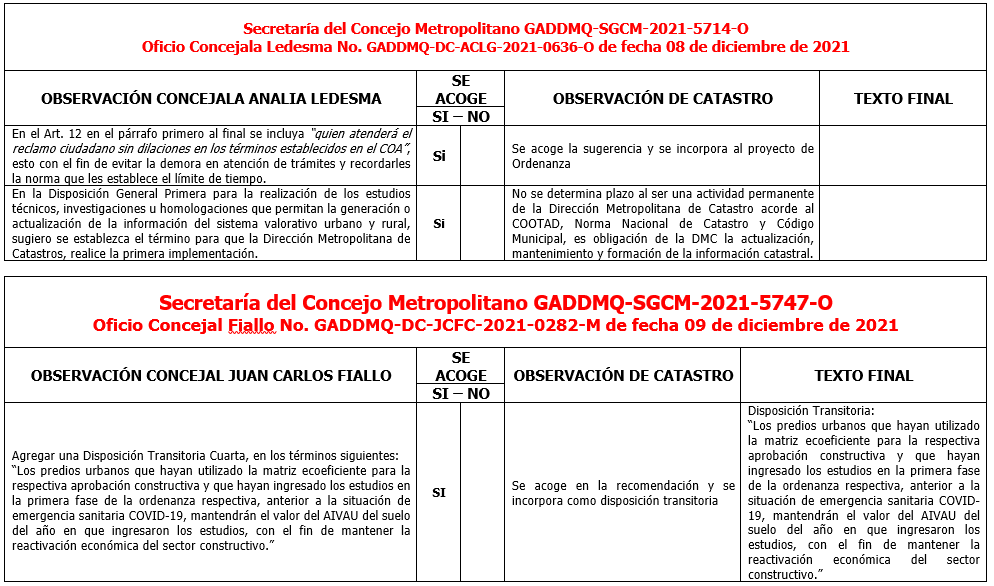 Secretaría del Concejo Metropolitano GADDMQ-SGCM-2021-5714-O
Oficio Concejala Ledesma No. GADDMQ-DC-ACLG-2021-0636-O de fecha 08 de diciembre de 2021
OBSERVACIÓN CONCEJALA ANALIA LEDESMA
SE
ACOGE
SI – NO
OBSERVACIÓN DE CATASTRO
TEXTO FINAL
En el Art. 12 en el párrafo primero al final se incluya "quien atenderá el
reclamo ciudadano sin dilaciones en los términos establecidos en el COA",
esto con el fin de evitar la demora en atención de trámites y recordarles
la norma que les establece el límite de tiempo.
Si
Se acoge la sugerencia y se incorpora al proyecto de
Ordenanza
En la Disposición General Primera para la realización de los estudios
técnicos, investigaciones u homologaciones que permitan la generación o
actualización de la información del sistema valorativo urbano y rural,
sugiero se establezca el término para que la Dirección Metropolitana de
Catastros, realice la primera implementación.
Si
No se determina plazo al ser una actividad permanente
de la Dirección Metropolitana de Catastro acorde al
COOTAD, Norma Nacional de Catastro y Código
Municipal, es obligación de la DMC la actualización,
mantenimiento y formación de la información catastral.
Secretaría del Concejo Metropolitano GADDMQ-SGCM-2021-5747-O
Oficio Concejal Fiallo No. GADDMQ-DC-JCFC-2021-0282-M de fecha 09 de diciembre de 2021
OBSERVACIÓN CONCEJAL JUAN CARLOS FIALLO
SE
ACOGE
SI – NO
OBSERVACIÓN DE CATASTRO
TEXTO FINAL
Agregar una Disposición Transitoria Cuarta, en los términos siguientes:
"Los predios urbanos que hayan utilizado la matriz ecoeficiente para la
respectiva aprobación constructiva y que hayan ingresado los estudios en
la primera fase de la ordenanza respectiva, anterior a la situación de
emergencia sanitaria COVID-19, mantendrán el valor del AIVAU del suelo
del año en que ingresaron los estudios, con el fin de mantener la
reactivación económica del sector constructivo."
SI
Se acoge en la recomendación y se
incorpora como disposición transitoria
Disposición Transitoria:
"Los predios urbanos que hayan utilizado
la matriz ecoeficiente para la respectiva
aprobación constructiva y que hayan
ingresado los estudios en la primera fase
de la ordenanza respectiva, anterior a la
situación de emergencia sanitaria COVID-
19, mantendrán el valor del AIVAU del
suelo del año en que ingresaron los
estudios, con el fin de mantener la
reactivación económica del sector
constructivo."